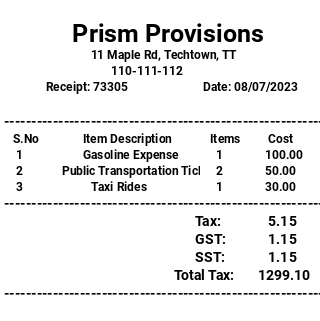 Prism Provisions
11 Maple Rd, Techtown, TT
110-111-112
Receipt: 73305 Date: 08/07/2023
S.No Item Description Items Cost
1 Gasoline Expense 1 100.00
2 Public Transportation Ticl 2 50.00
3 Taxi Rides 1 30.00
Tax: 5.15
GST: 1.15
SST: 1.15
Total Tax: 1299.10